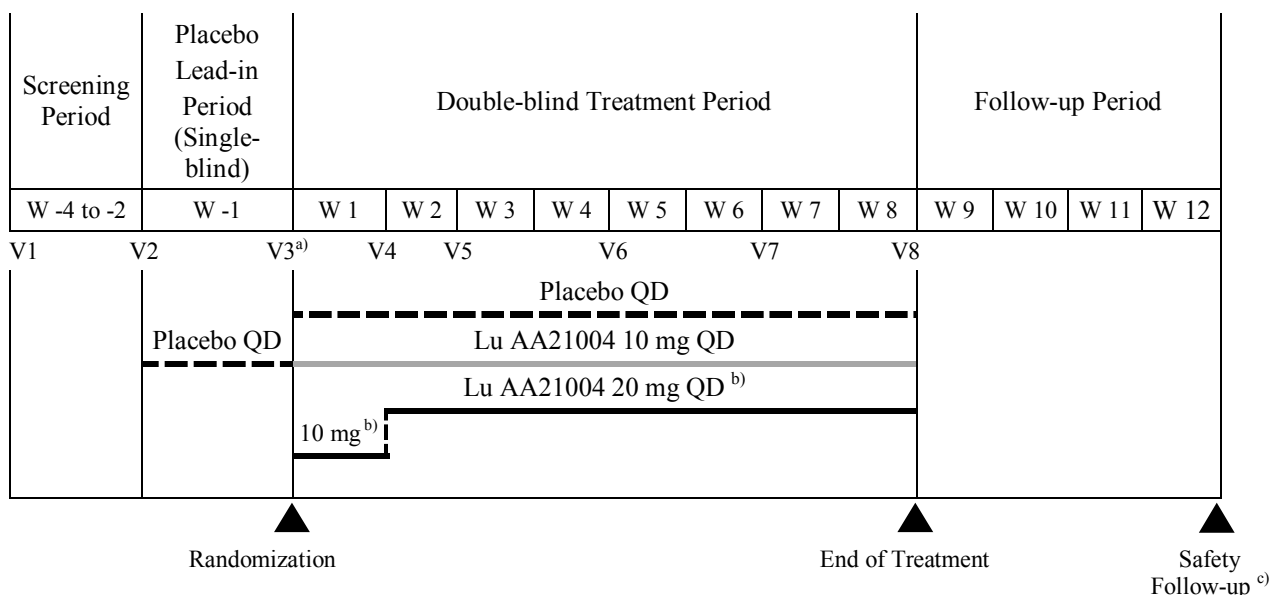 Screening
Period
Placebo
Lead-in
Period
(Single-
blind)
Double-blind Treatment Period
Follow-up Period
W -4 to -2
W -1
W 1
W 2
W 3
W 4
W 5
W 6
W 7
W 8
W 9
W 10
W 11
W 12
V1
V2
V3a)
V4
V5
V6
V7
V8
Placebo QD
Placebo QD
Lu AA21004 10 mg QD
Lu AA21004 20 mg QD b)
10 mg b)
Randomization
End of Treatment
Safety
Follow-up c)